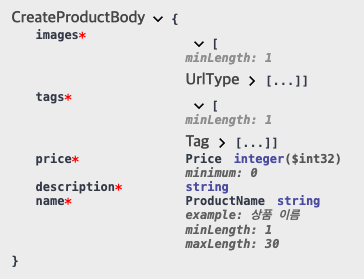 CreateProductBody {
images* [
minLength: 1
UrlType > [...]]
tags* [
minLength: 1
Tag > [...]]
price* Price integer($int32)
minimum: 0
description* string
name* ProductName string
example: 상품 이름
minLength: 1
maxLength: 30
}